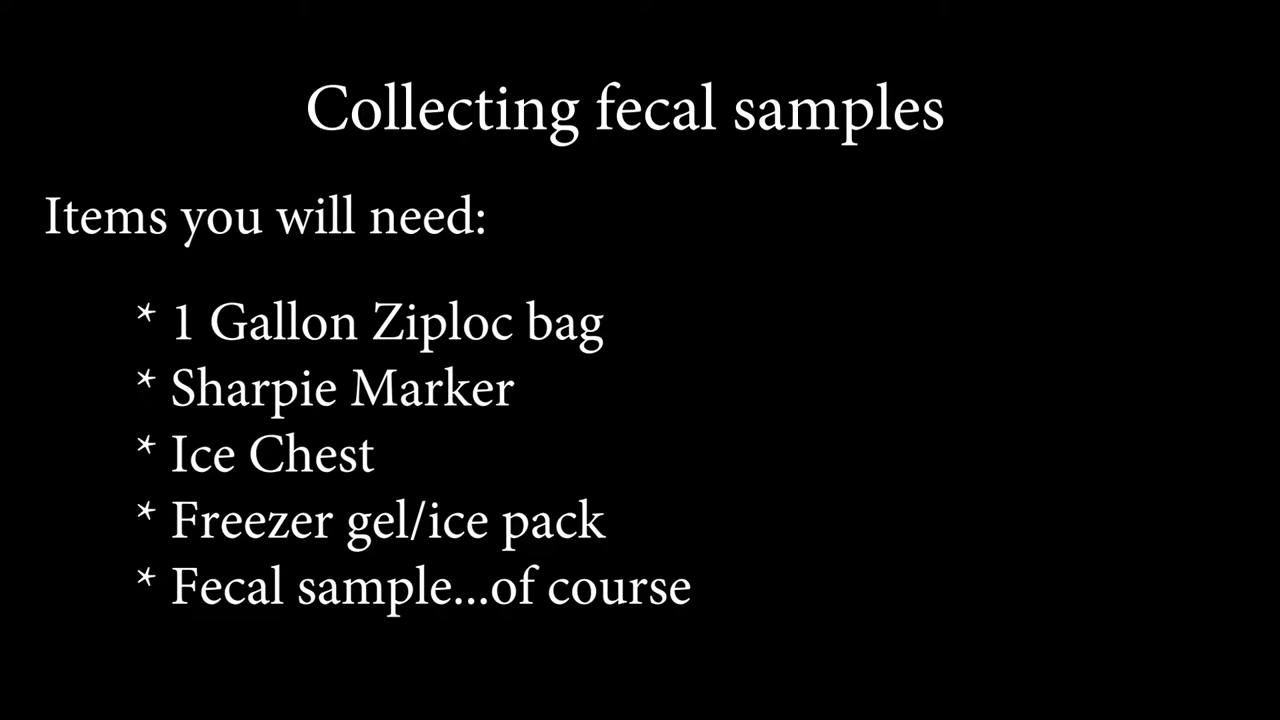 Collecting fecal samples
Items you will need:
* 1 Gallon Ziploc bag
* Sharpie Marker
* Ice Chest
* Freezer gel/ice pack
* Fecal sample...of course